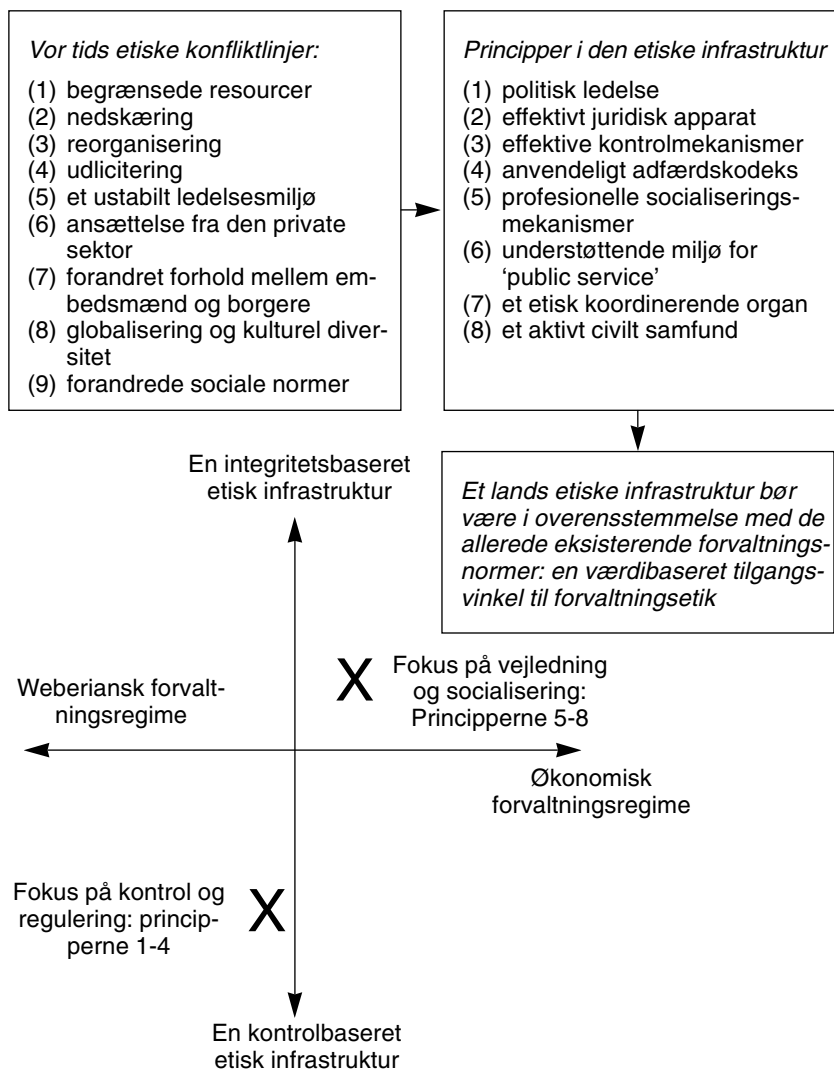 Vor tids etiske konfliktlinjer:
(1) begrænsede resourcer
(2) nedskæring
(3) reorganisering
(4) udlicitering
(5) et ustabilt ledelsesmiljø
(6) ansættelse fra den private
sektor
(7) forandret forhold mellem em-
bedsmænd og borgere
(8) globalisering og kulturel diver-
sitet
(9) forandrede sociale normer
Principper i den etiske infrastruktur
(1) politisk ledelse
(2) effektivt juridisk apparat
(3) effektive kontrolmekanismer
(4) anvendeligt adfærdskodeks
(5) profesionelle socialiserings-
mekanismer
(6) understøttende miljø for
‘public service’
(7) et etisk koordinerende organ
(8) et aktivt civilt samfund
Et lands etiske infrastruktur bør
være i overensstemmelse med de
allerede eksisterende forvaltnings-
normer: en værdibaseret tilgangs-
vinkel til forvaltningsetik
En integritetsbaseret
etisk infrastruktur
Weberiansk forvalt-
ningsregime
X
Fokus på vejledning
og socialisering:
Principperne 5-8
Økonomisk
forvaltningsregime
Fokus på kontrol og
regulering: princip-
perne 1-4
X
En kontrolbaseret
etisk infrastruktur